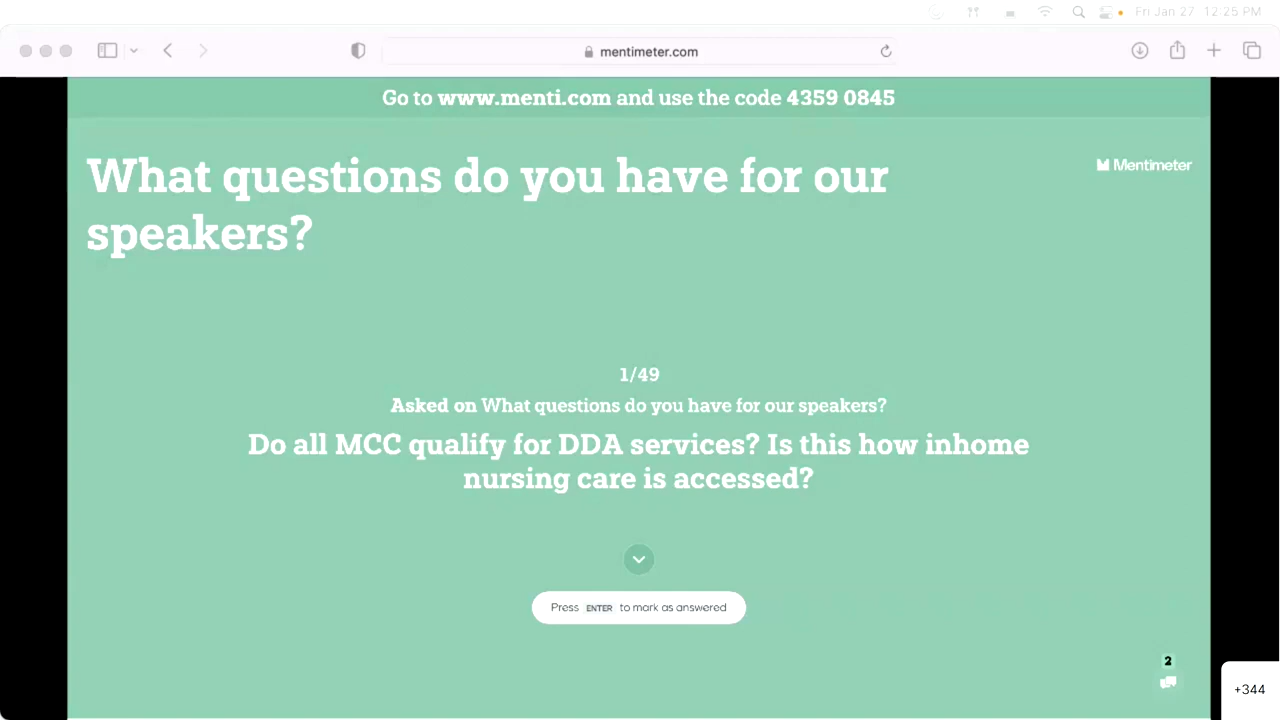 Fri Jan 27 12:25 PM
mentimeter.com
Go to www.menti.com and use the code 4359 0845
What questions do you have for our
speakers?
Mentimeter
1/49
Asked on What questions do you have for our speakers?
Do all MCC qualify for DDA services? Is this how inhome
nursing care is accessed?
Press ENTER to mark as answered
2
+344